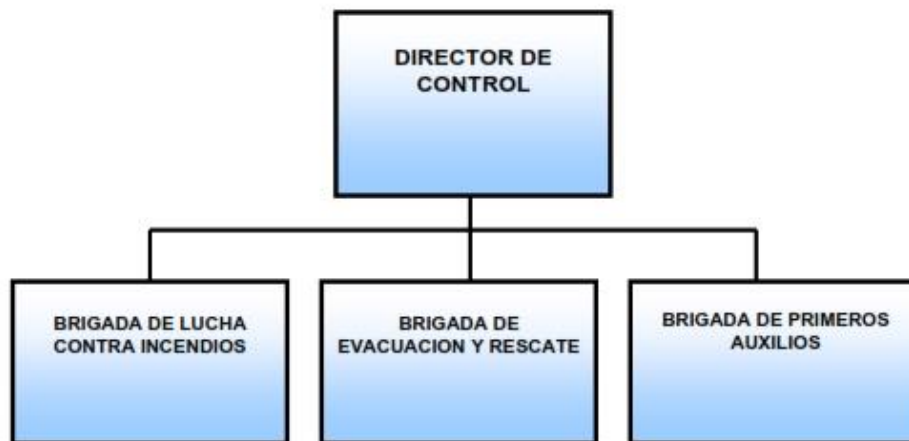 DIRECTOR DE
CONTROL
BRIGADA DE LUCHA
CONTRA INCENDIOS
BRIGADA DE
EVACUACION Y RESCATE
BRIGADA DE PRIMEROS
AUXILIOS